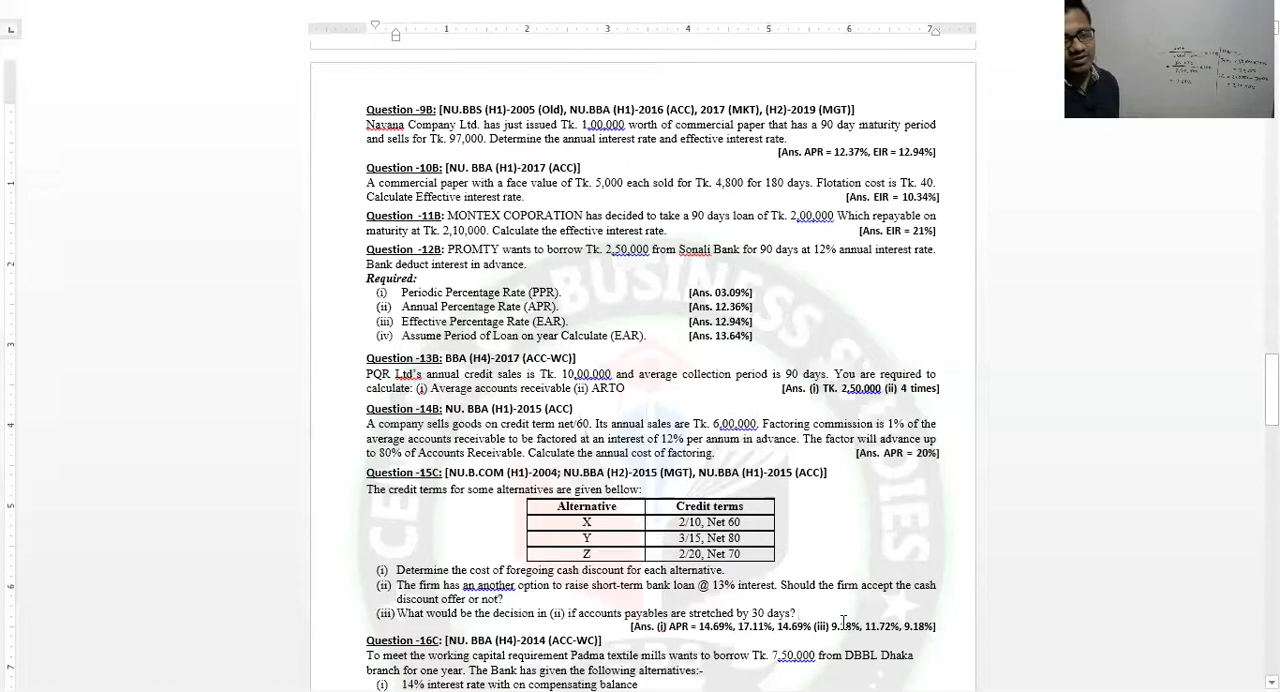 1 2 3 4 5 6 7
Question -9B: [NU.BBS (H1)-2005 (Old), NU.BBA (H1)-2016 (ACC), 2017 (MKT), (H2)-2019 (MGT)]
Navana Company Ltd. has just issued Tk. 1,00,000 worth of commercial paper that has a 90 day maturity period
and sells for Tk. 97,000. Determine the annual interest rate and effective interest rate.
[Ans. APR = 12.37%, EIR = 12.94%]
Question -10B: [NU. BBA (H1)-2017 (ACC)]
A commercial paper with a face value of Tk. 5,000 each sold for Tk. 4,800 for 180 days. Flotation cost is Tk. 40.
Calculate Effective interest rate. [Ans. EIR = 10.34%]
Question -11B: MONTEX COPORATION has decided to take a 90 days loan of Tk. 2,00,000 Which repayable on
maturity at Tk. 2,10,000. Calculate the effective interest rate. [Ans. EIR = 21%]
Question -12B: PROMTY wants to borrow Tk. 2,50,000 from Sonali Bank for 90 days at 12% annual interest rate.
Bank deduct interest in advance.
Required:
(i) Periodic Percentage Rate (PPR). [Ans. 03.09%]
(ii) Annual Percentage Rate (APR). [Ans. 12.36%]
(iii) Effective Percentage Rate (EAR). [Ans. 12.94%]
(iv) Assume Period of Loan on year Calculate (EAR). [Ans. 13.64%]
Question -13B: BBA (H4)-2017 (ACC-WC)]
PQR Ltd's annual credit sales is Tk. 10,00,000 and average collection period is 90 days. You are required to
calculate: (i) Average accounts receivable (ii) ARTO [Ans. (i) TK. 2,50,000 (ii) 4 times]
Question -14B: NU. BBA (H1)-2015 (ACC)
A company sells goods on credit term net/60. Its annual sales are Tk. 6,00,000. Factoring commission is 1% of the
average accounts receivable to be factored at an interest of 12% per annum in advance. The factor will advance up
to 80% of Accounts Receivable. Calculate the annual cost of factoring. [Ans. APR = 20%]
Question -15C: [NU.B.COM (H1)-2004; NU.BBA (H2)-2015 (MGT), NU.BBA (H1)-2015 (ACC)]
The credit terms for some alternatives are given bellow:
Alternative Credit terms
X 2/10, Net 60
Y 3/15, Net 80
Z 2/20, Net 70
(i) Determine the cost of foregoing cash discount for each alternative.
(ii) The firm has an another option to raise short-term bank loan @ 13% interest. Should the firm accept the cash
discount offer or not?
(iii) What would be the decision in (ii) if accounts payables are stretched by 30 days?
[Ans. (i) APR = 14.69%, 17.11%, 14.69% (iii) 9.18%, 11.72%, 9.18%]
Question -16C: [NU. BBA (H4)-2014 (ACC-WC)]
To meet the working capital requirement Padma textile mills wants to borrow Tk. 7,50,000 from DBBL Dhaka
branch for one year. The Bank has given the following alternatives:-
(i) 14% interest rate with on compensating balance